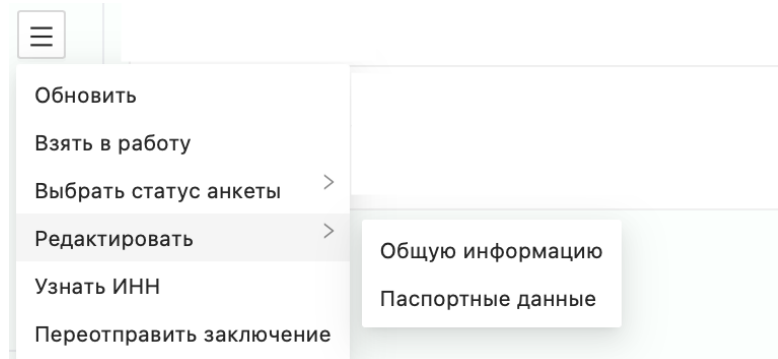 Обновить
Взять в работу
Выбрать статус анкеты
Редактировать
Общую информацию
Паспортные данные
Узнать ИНН
Переотправить заключение